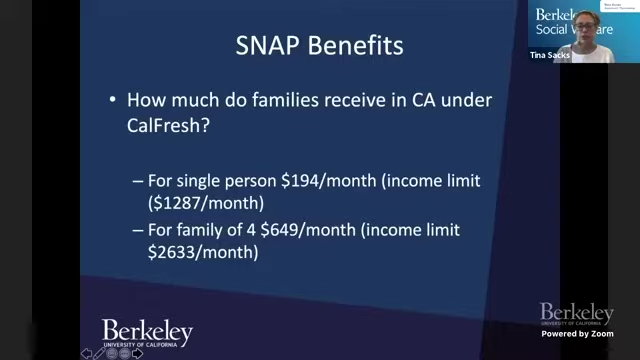 SNAP Benefits
• How much do families receive in CA under
CalFresh?
– For single person $194/month (income limit
($1287/month)
– For family of 4 $649/month (income limit
$2633/month)
Berkeley
UNIVERSITY OF CALIFORNIA
Berkeley
Social Welfare
Tina Sacks
Berkeley
UNIVERSITY OF CALIFORNIA
Powered by Zoom